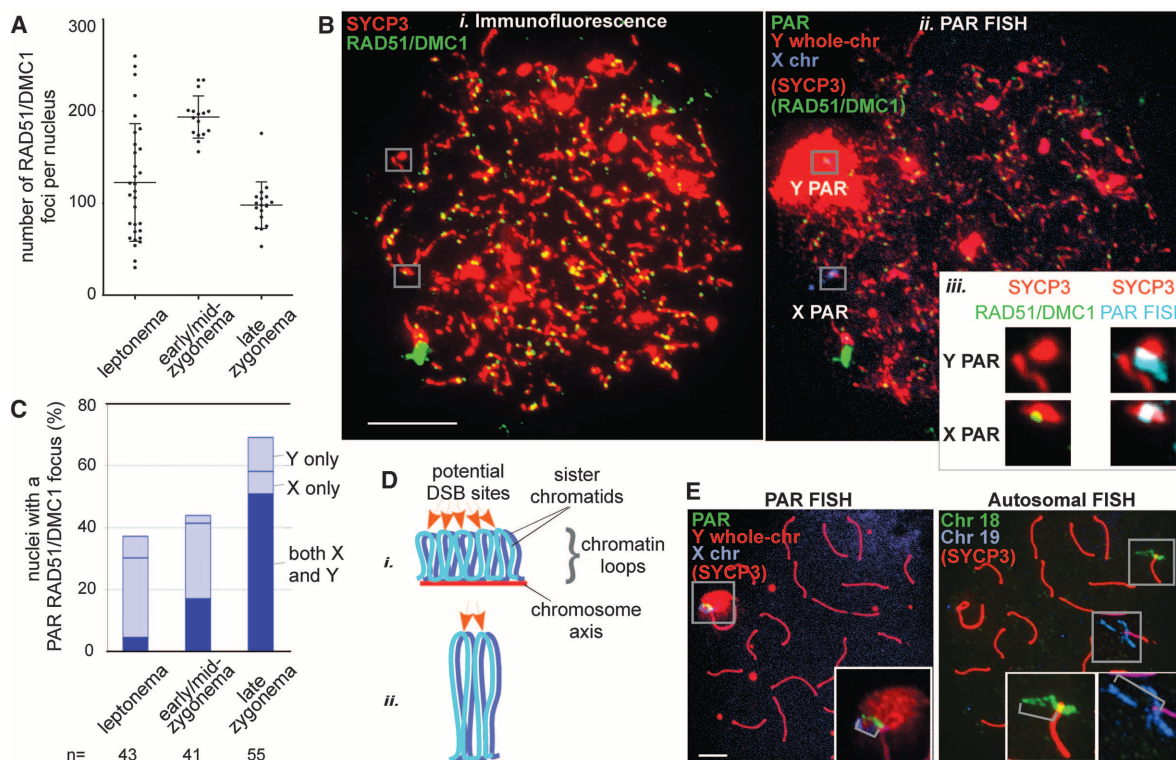 A
300
200
100
0
number of RAD51/DMC1
foci per nucleus
leptonema
early/mid-
zygonema
late
zygonema
B
SYCP3
RAD51/DMC1
i. Immunofluorescence
PAR
Y whole-chr
X chr
(SYCP3)
(RAD51/DMC1)
ii. PAR FISH
Y PAR
X PAR
iii.
SYCP3
SYCP3
RAD51/DMC1
PAR FISH
Y PAR
X PAR
C
80
60
40
20
0
nuclei with a
PAR RAD51/DMC1 focus (%)
Y only
X only
both X
and Y
leptonema
early/mid-
zygonema
late
zygonema
n=
43
41
55
D
potential
DSB sites
sister
chromatids
i.
chromatin
loops
chromosome
axis
ii.
E
PAR FISH
PAR
Y whole-chr
X chr
(SYCP3)
Autosomal FISH
Chr 18
Chr 19
(SYCP3)